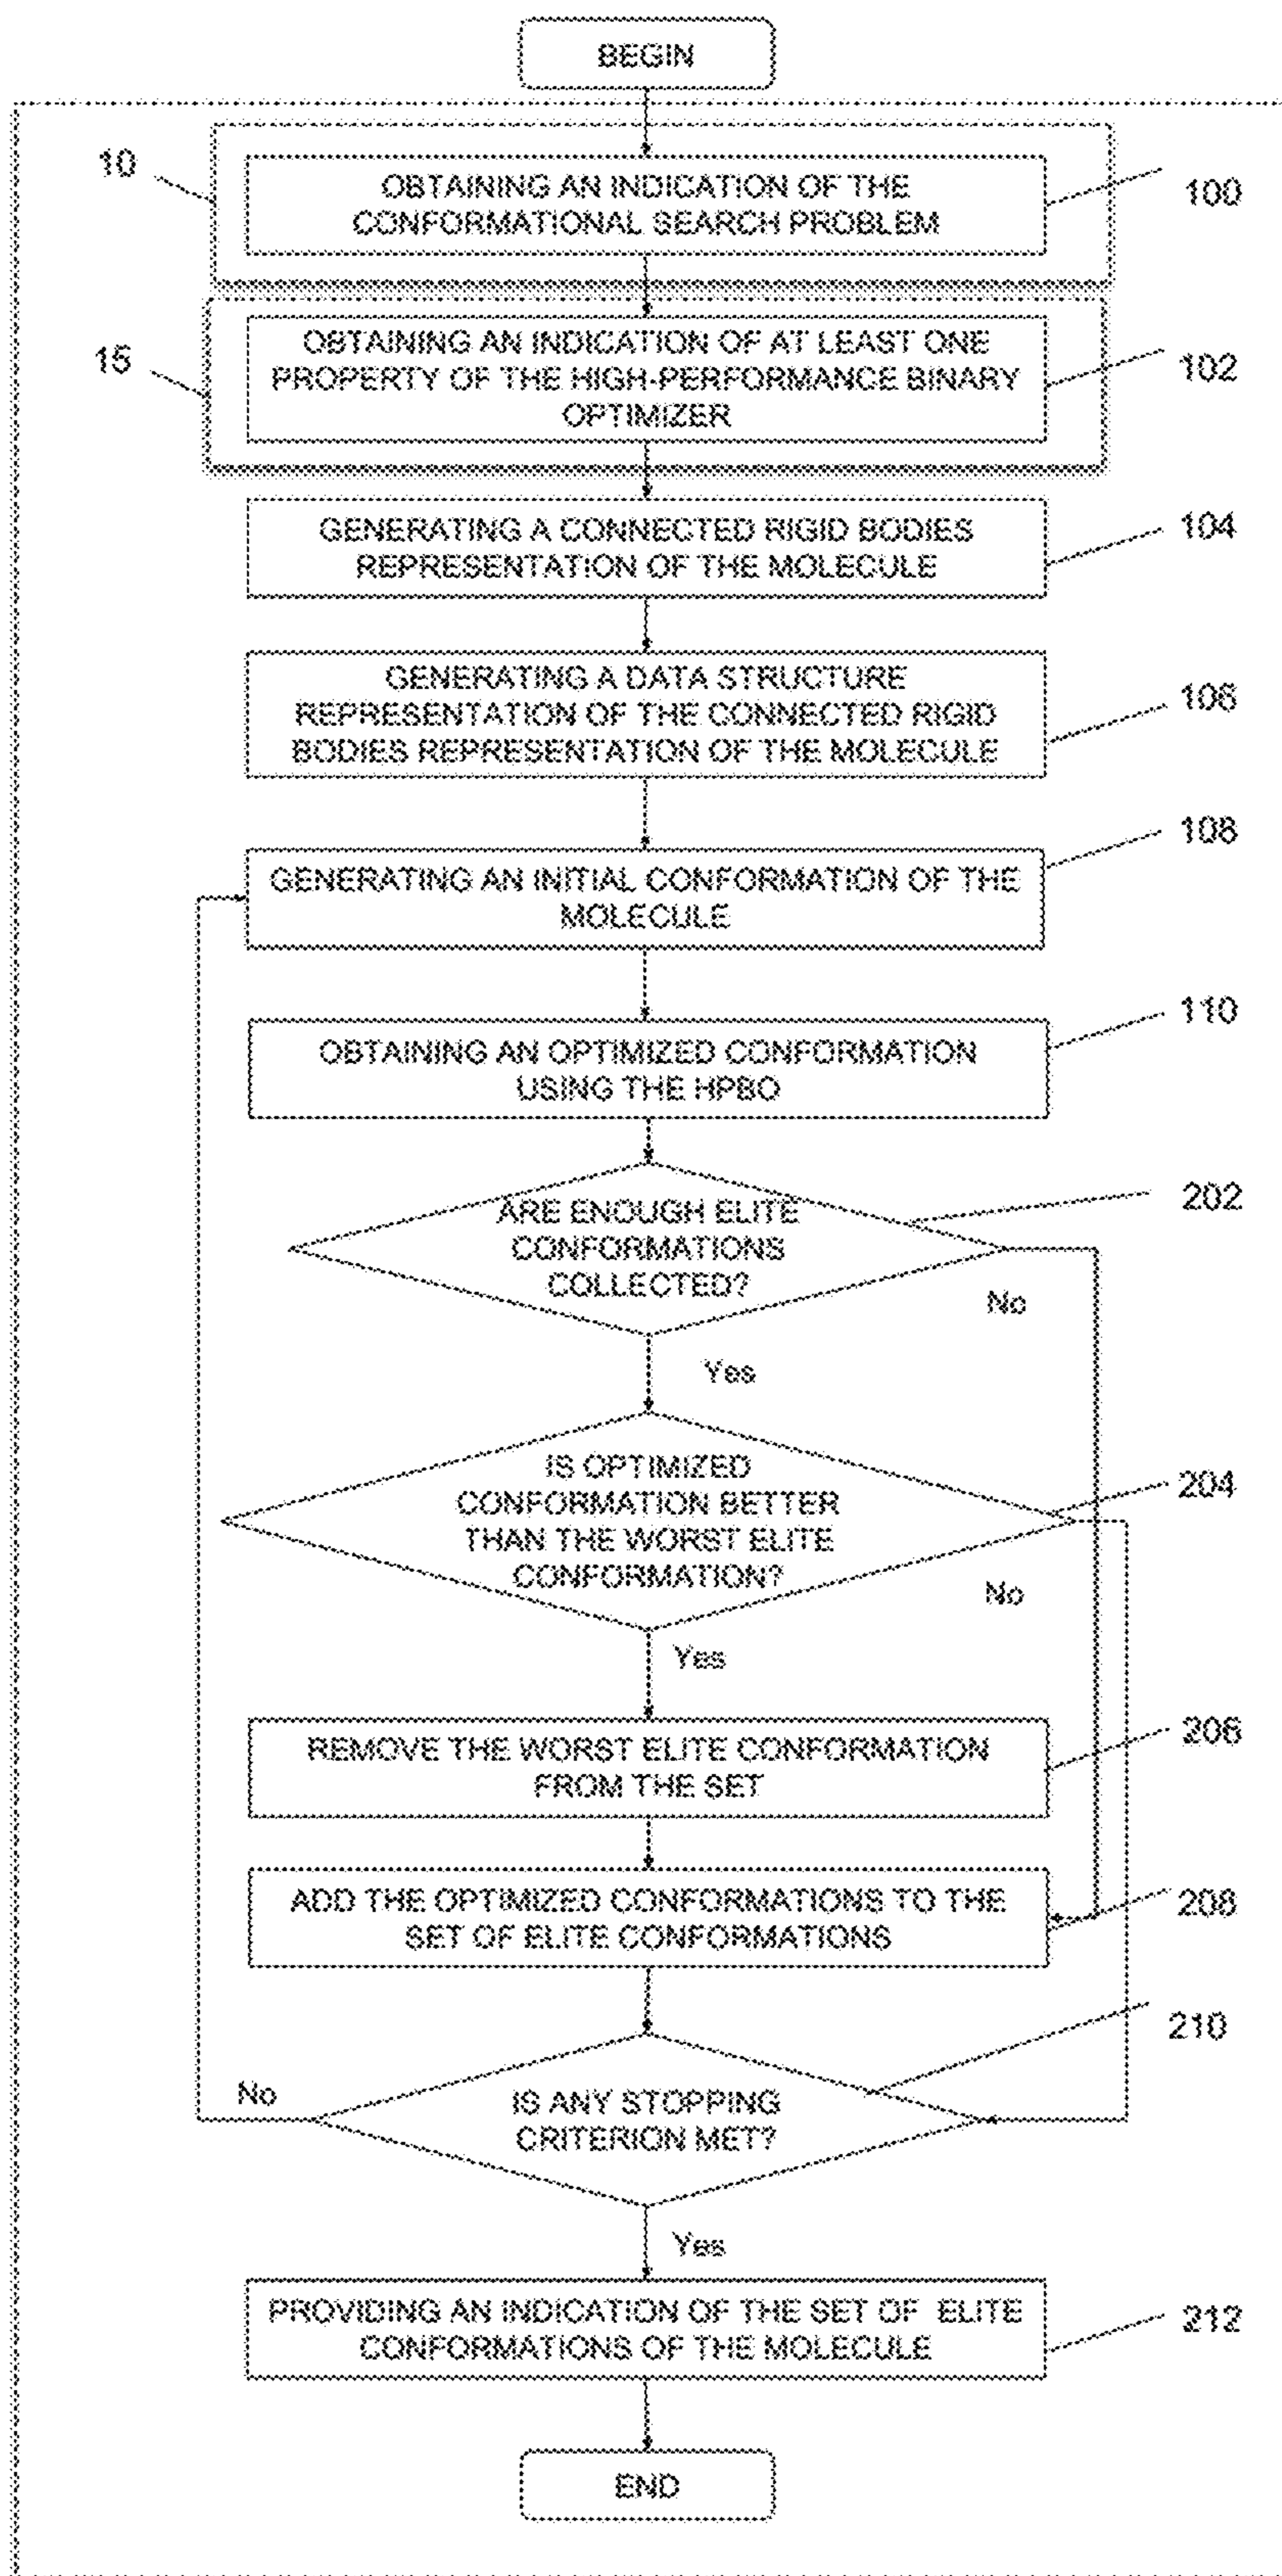 BEGIN
10
OBTAINING AN INDICATION OF THE
CONFORMATIONAL SEARCH PROBLEM
100
15
OBTAINING AN INDICATION OF AT LEAST ONE
PROPERTY OF THE HIGH-PERFORMANCE BINARY
OPTIMIZER
102
GENERATING A CONNECTED RIGID BODIES
REPRESENTATION OF THE MOLECULE
104
GENERATING A DATA STRUCTURE
REPRESENTATION OF THE CONNECTED RIGID
BODIES REPRESENTATION OF THE MOLECULE
106
GENERATING AN INITIAL CONFORMATION OF THE
MOLECULE
108
OBTAINING AN OPTIMIZED CONFORMATION
USING THE HPBO
110
ARE ENOUGH ELITE
CONFORMATIONS
COLLECTED?
202
No
Yes
IS OPTIMIZED
CONFORMATION BETTER
THAN THE WORST ELITE
CONFORMATION?
204
No
Yes
REMOVE THE WORST ELITE CONFORMATION
FROM THE SET
206
ADD THE OPTIMIZED CONFORMATIONS TO THE
SET OF ELITE CONFORMATIONS
208
210
No
IS ANY STOPPING
CRITERION MET?
Yes
PROVIDING AN INDICATION OF THE SET OF ELITE
CONFORMATIONS OF THE MOLECULE
212
END